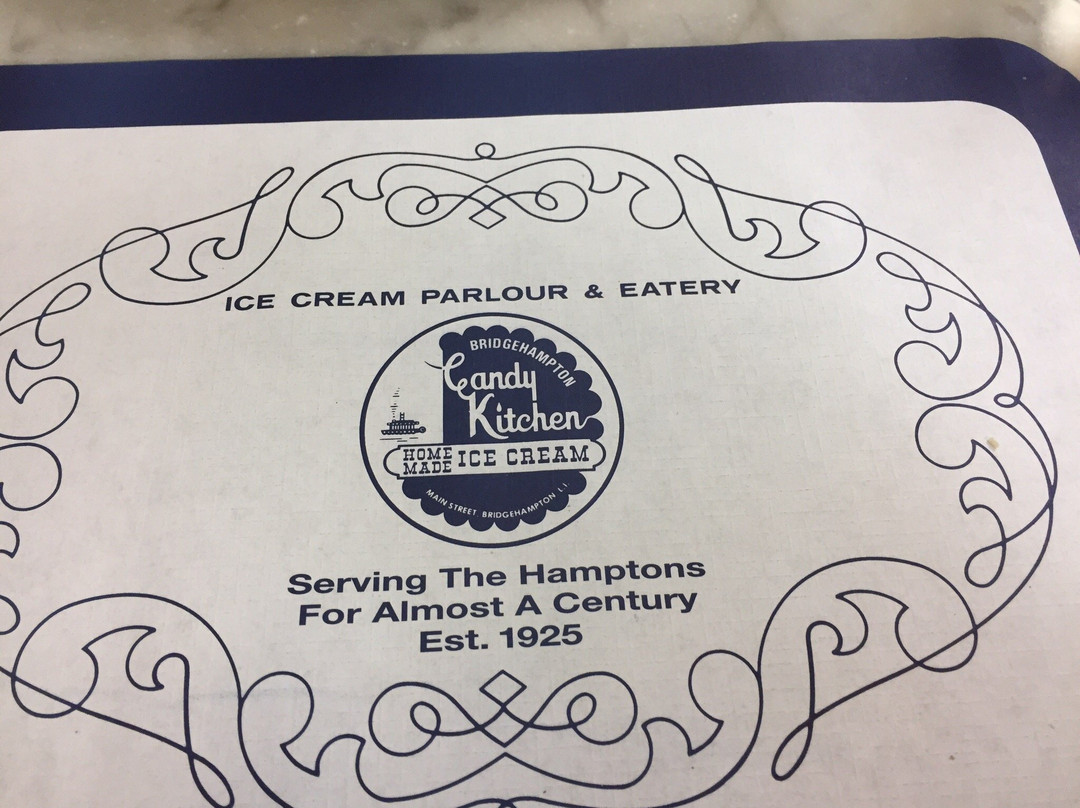 ICE CREAM PARLOUR & EATERY
BRIDGEHAMPTON
Candy
Kitchen
HOME
MADE
ICE CREAM
MAIN STREET, BRIDGEHAMPTON L.I.
Serving The Hamptons
For Almost A Century
Est. 1925